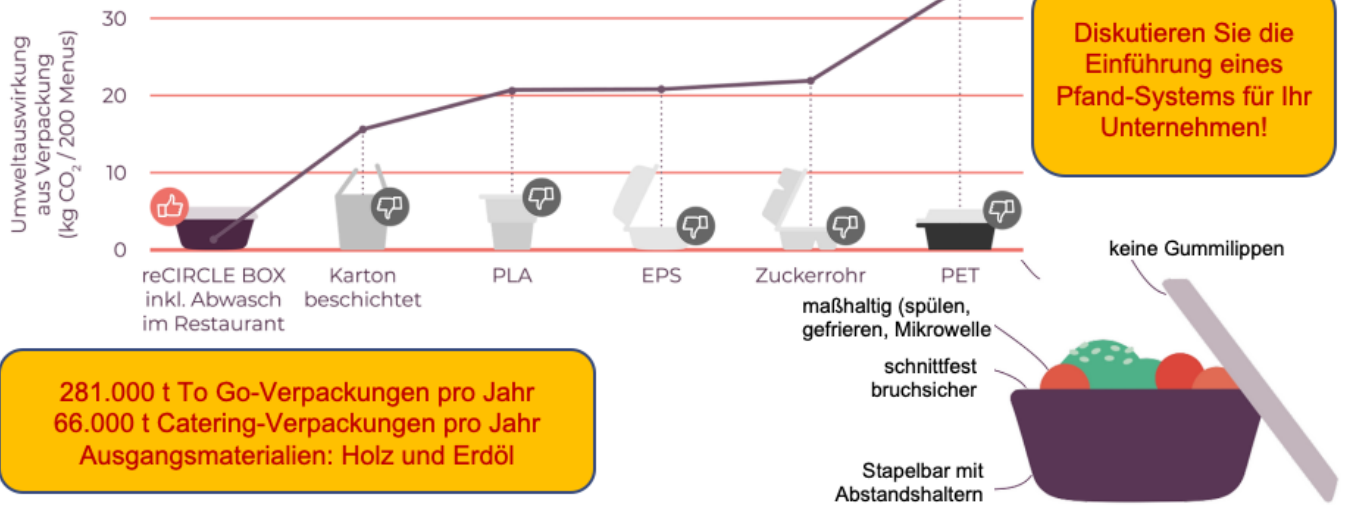 Umweltauswirkung
aus Verpackung
(kg CO₂ / 200 Menus)
30
20
10
0
reCIRCLE BOX
inkl. Abwasch
im Restaurant
Karton
beschichtet
PLA
EPS
Zuckerrohr
PET
Diskutieren Sie die
Einführung eines
Pfand-Systems für Ihr
Unternehmen!
keine Gummilippen
maßhaltig (spülen,
gefrieren, Mikrowelle
schnittfest
bruchsicher
Stapelbar mit
Abstandshaltern
281.000 t To Go-Verpackungen pro Jahr
66.000 t Catering-Verpackungen pro Jahr
Ausgangsmaterialien: Holz und Erdöl